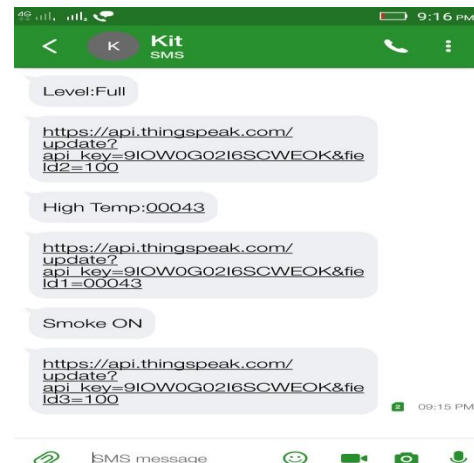 4G 9:16 PM
K Kit
SMS
Level:Full
https://api.thingspeak.com/
update?
api_key=9IOW0G02I6SCWEOK&fie
ld2=100
High Temp:00043
https://api.thingspeak.com/
update?
api_key=9IOW0G02I6SCWEOK&fie
ld1=00043
Smoke ON
https://api.thingspeak.com/
update?
api_key=9IOW0G02I6SCWEOK&fie
ld3=100
2 09:15 PM
SMS message